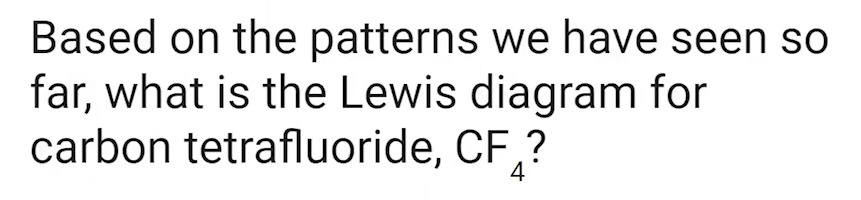 Based on the patterns we have seen so
far, what is the Lewis diagram for
carbon tetrafluoride, CF₄?